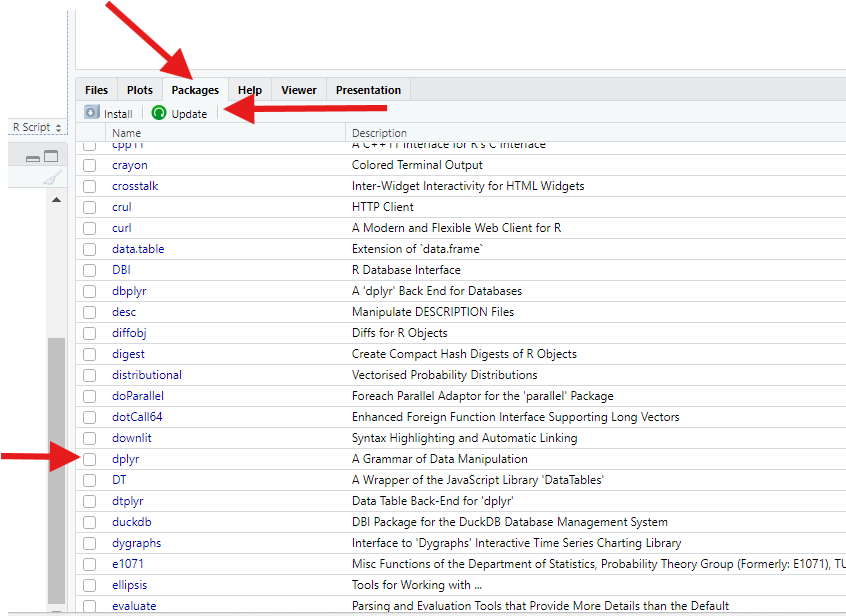 Files Plots Packages Help Viewer Presentation
Install Update
R Script
Name Description
cpp11 A C++11 Interface for R's C Interface
crayon Colored Terminal Output
crosstalk Inter-Widget Interactivity for HTML Widgets
crul HTTP Client
curl A Modern and Flexible Web Client for R
data.table Extension of `data.frame`
DBI R Database Interface
dbplyr A 'dplyr' Back End for Databases
desc Manipulate DESCRIPTION Files
diffobj Diffs for R Objects
digest Create Compact Hash Digests of R Objects
distributional Vectorised Probability Distributions
doParallel Foreach Parallel Adaptor for the 'parallel' Package
dotCall64 Enhanced Foreign Function Interface Supporting Long Vectors
downlit Syntax Highlighting and Automatic Linking
dplyr A Grammar of Data Manipulation
DT A Wrapper of the JavaScript Library 'DataTables'
dtplyr Data Table Back-End for 'dplyr'
duckdb DBI Package for the DuckDB Database Management System
dygraphs Interface to 'Dygraphs' Interactive Time Series Charting Library
e1071 Misc Functions of the Department of Statistics, Probability Theory Group (Formerly: E1071), TU
ellipsis Tools for Working with ...
evaluate Parsing and Evaluation Tools that Provide More Details than the Default